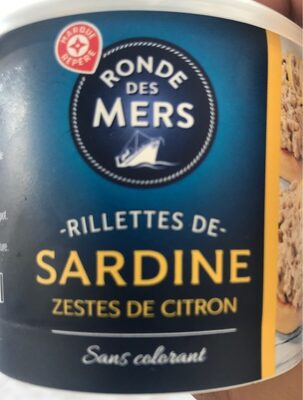 MARQUE
REPÈRE
RONDE
DES
MERS
-RILLETTES DE-
SARDINE
ZESTES DE CITRON
Sans colorant